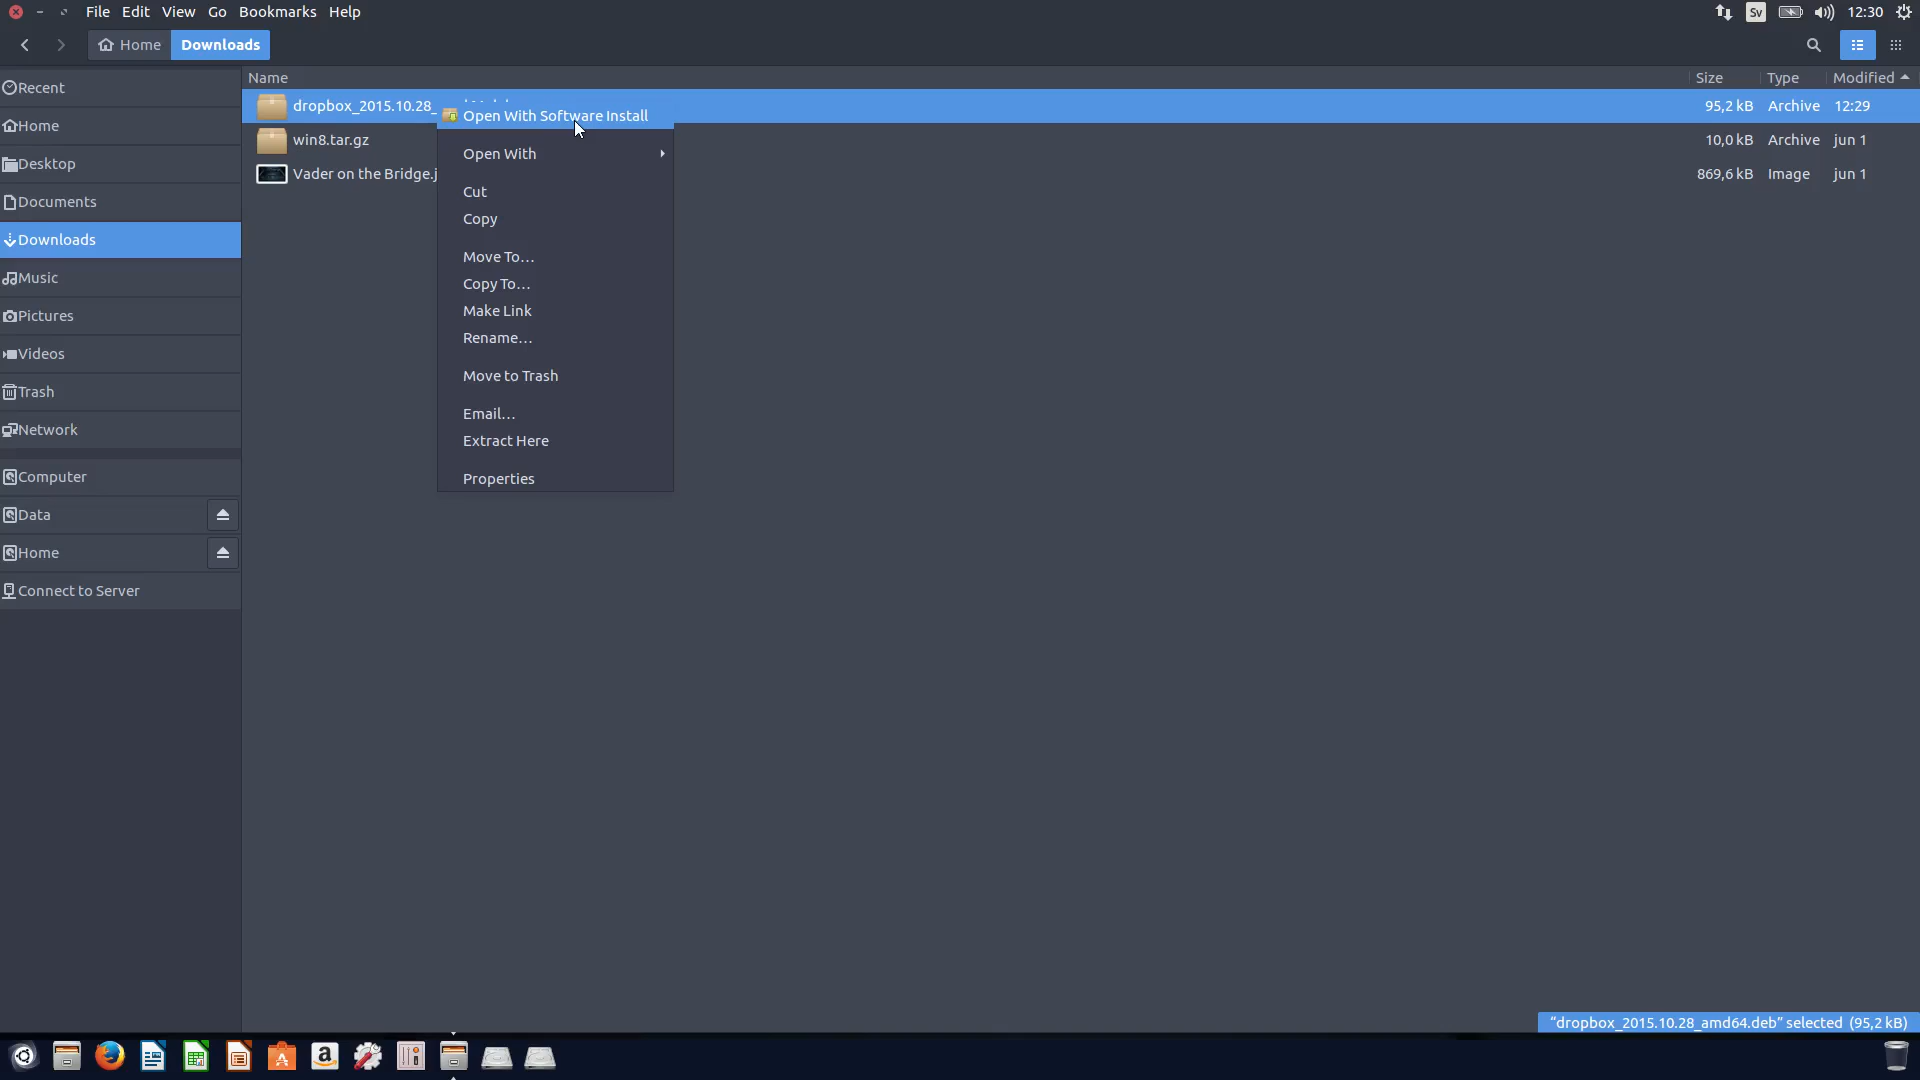 File Edit View Go Bookmarks Help
Sv 12:30
Home Downloads
Name Size Type Modified
Recent
Home
Desktop
Documents
Downloads
Music
Pictures
Videos
Trash
Network
Computer
Data
Home
Connect to Server
dropbox_2015.10.28_ 95,2 kB Archive 12:29
win8.tar.gz 10,0 kB Archive jun 1
Vader on the Bridge.j 869,6 kB Image jun 1
Open With Software Install
Open With
Cut
Copy
Move To…
Copy To…
Make Link
Rename…
Move to Trash
Email…
Extract Here
Properties
“dropbox_2015.10.28_amd64.deb” selected (95,2 kB)